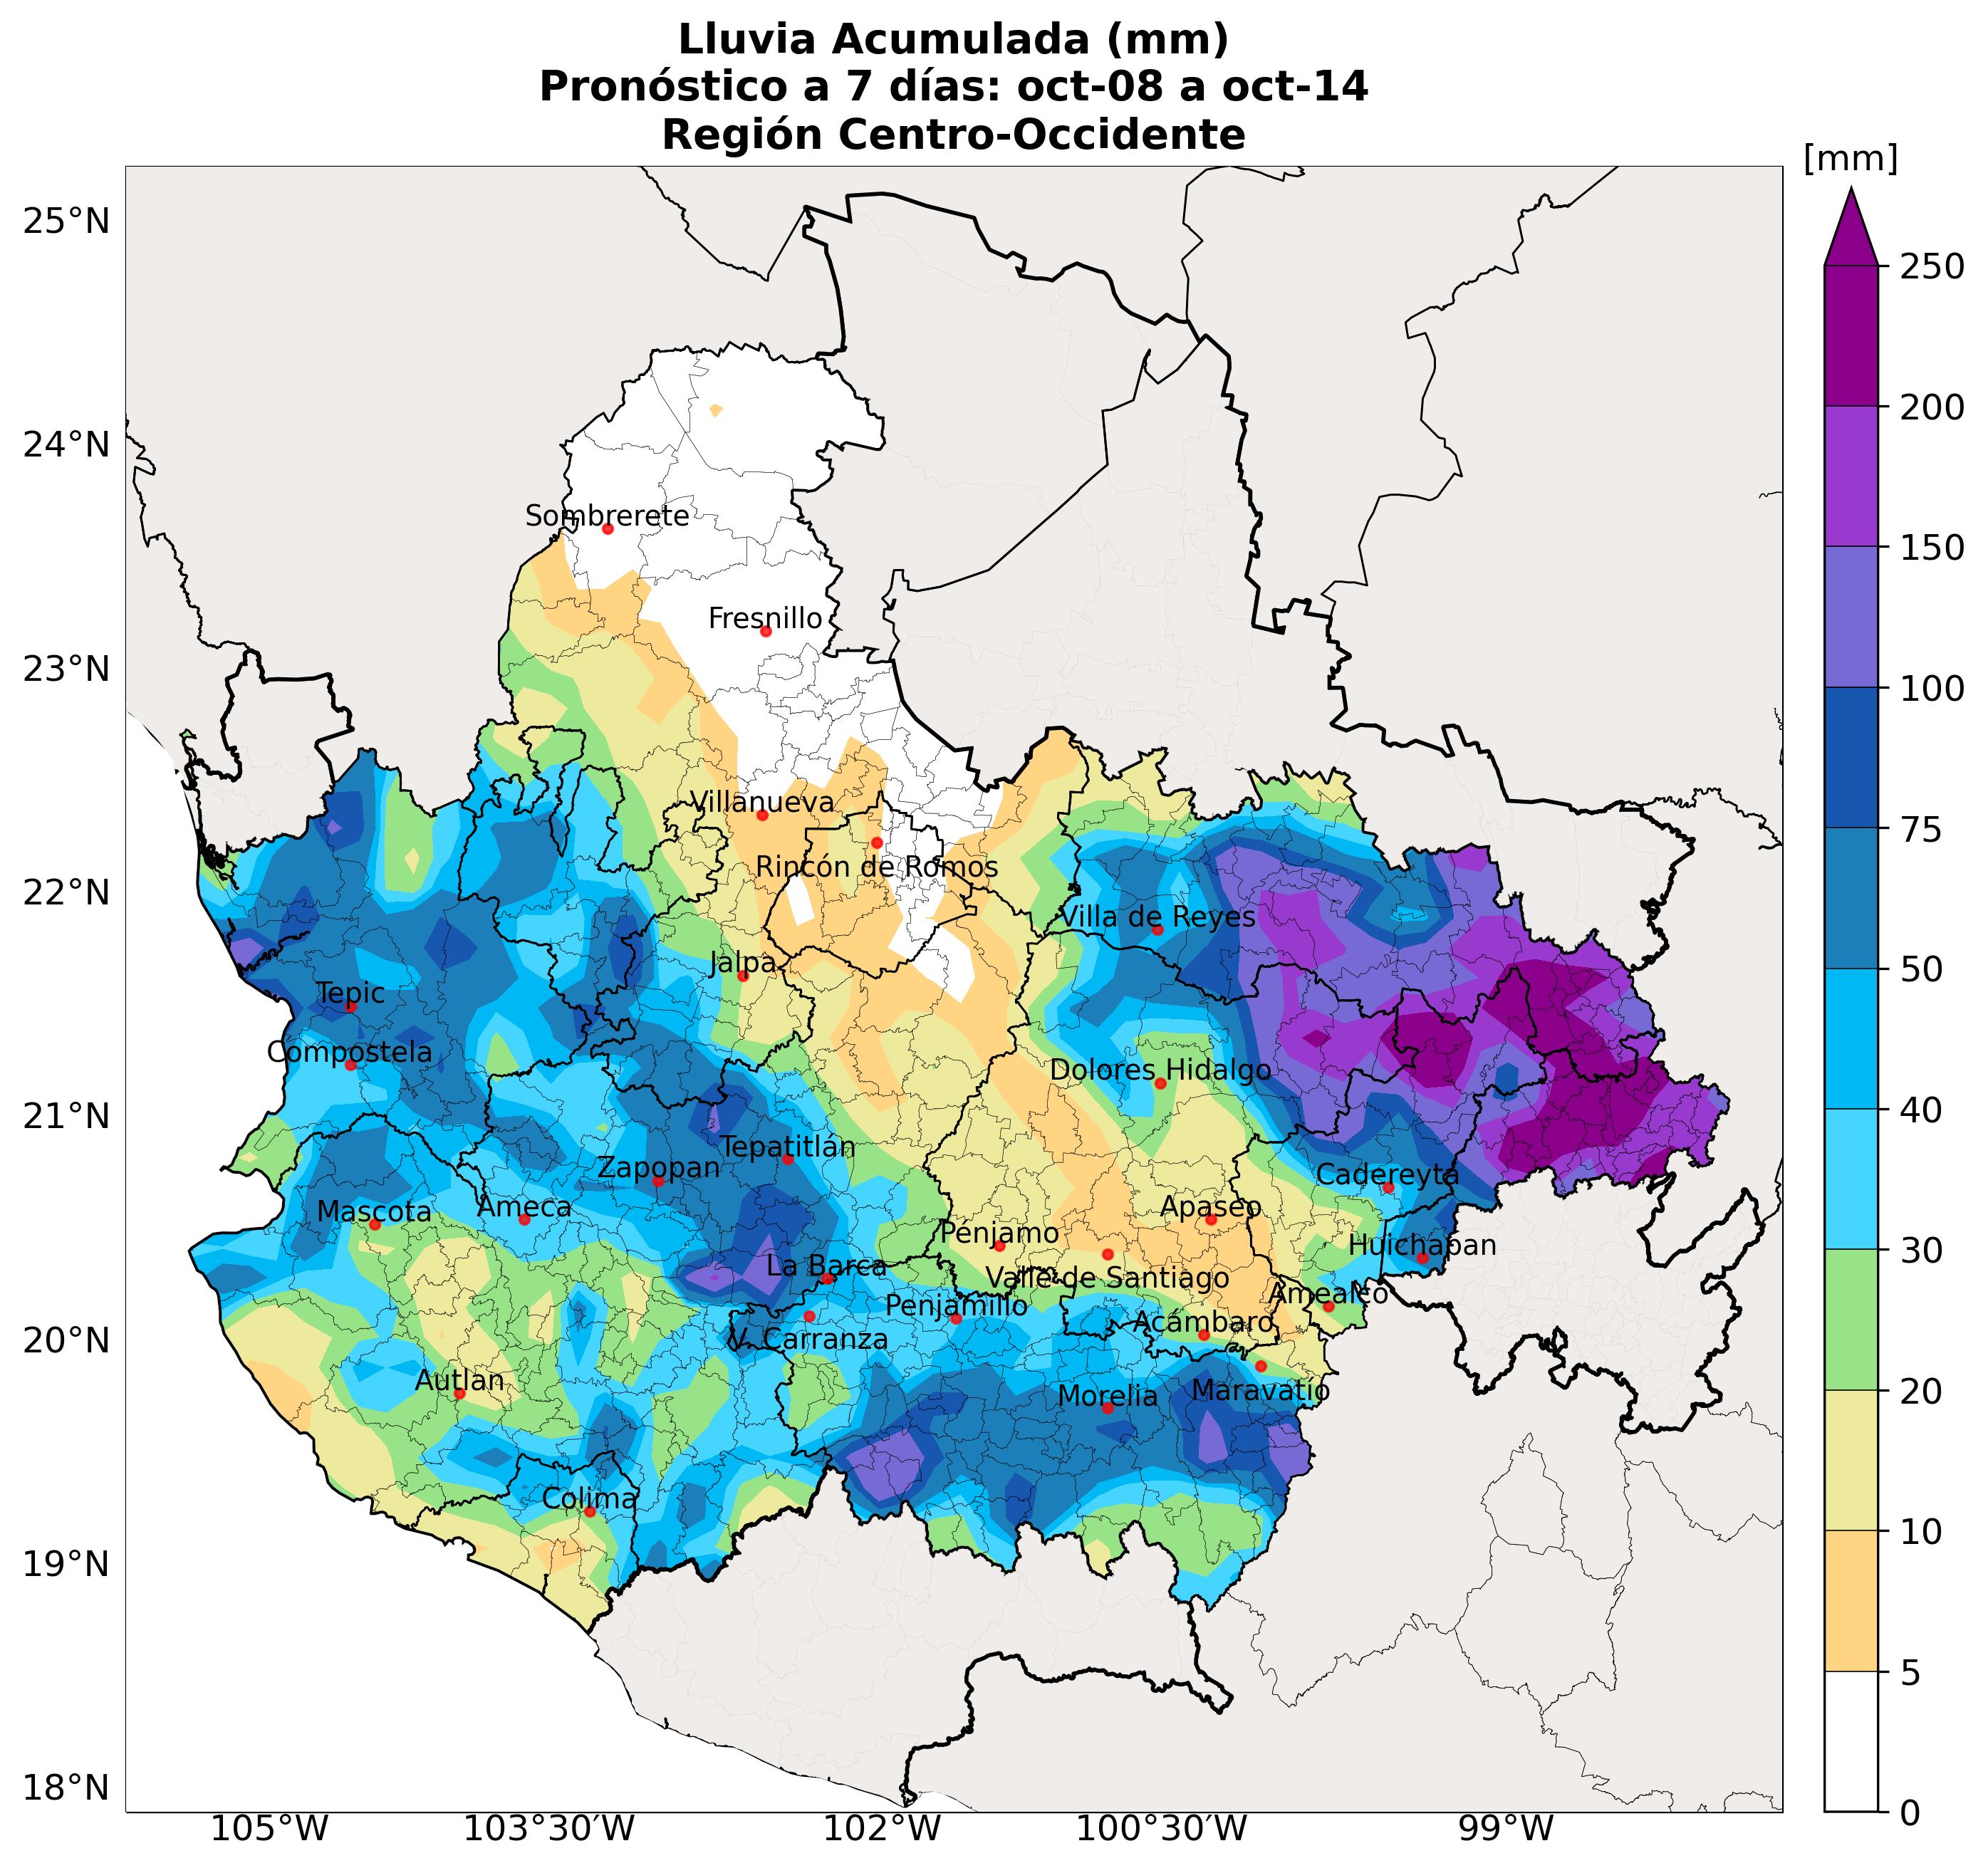 Lluvia Acumulada (mm)
Pronóstico a 7 días: oct-08 a oct-14
Región Centro-Occidente
[mm]
25°N
24°N
23°N
22°N
21°N
20°N
19°N
18°N
250
200
150
100
75
50
40
30
20
10
5
0
Sombrerete
Fresnillo
Villanueva
Rincón de Romos
Villa de Reyes
Jalpa
Tepic
Compostela
Dolores Hidalgo
Tepatitlán
Zapopan
Cadereyta
Mascota
Ameca
Apaseo
Pénjamo
Huichapan
La Barca
Valle de Santiago
Amealco
Penjamillo
Acámbaro
V. Carranza
Autlán
Morelia
Maravatío
Colima
105°W
103°30'W
102°W
100°30'W
99°W